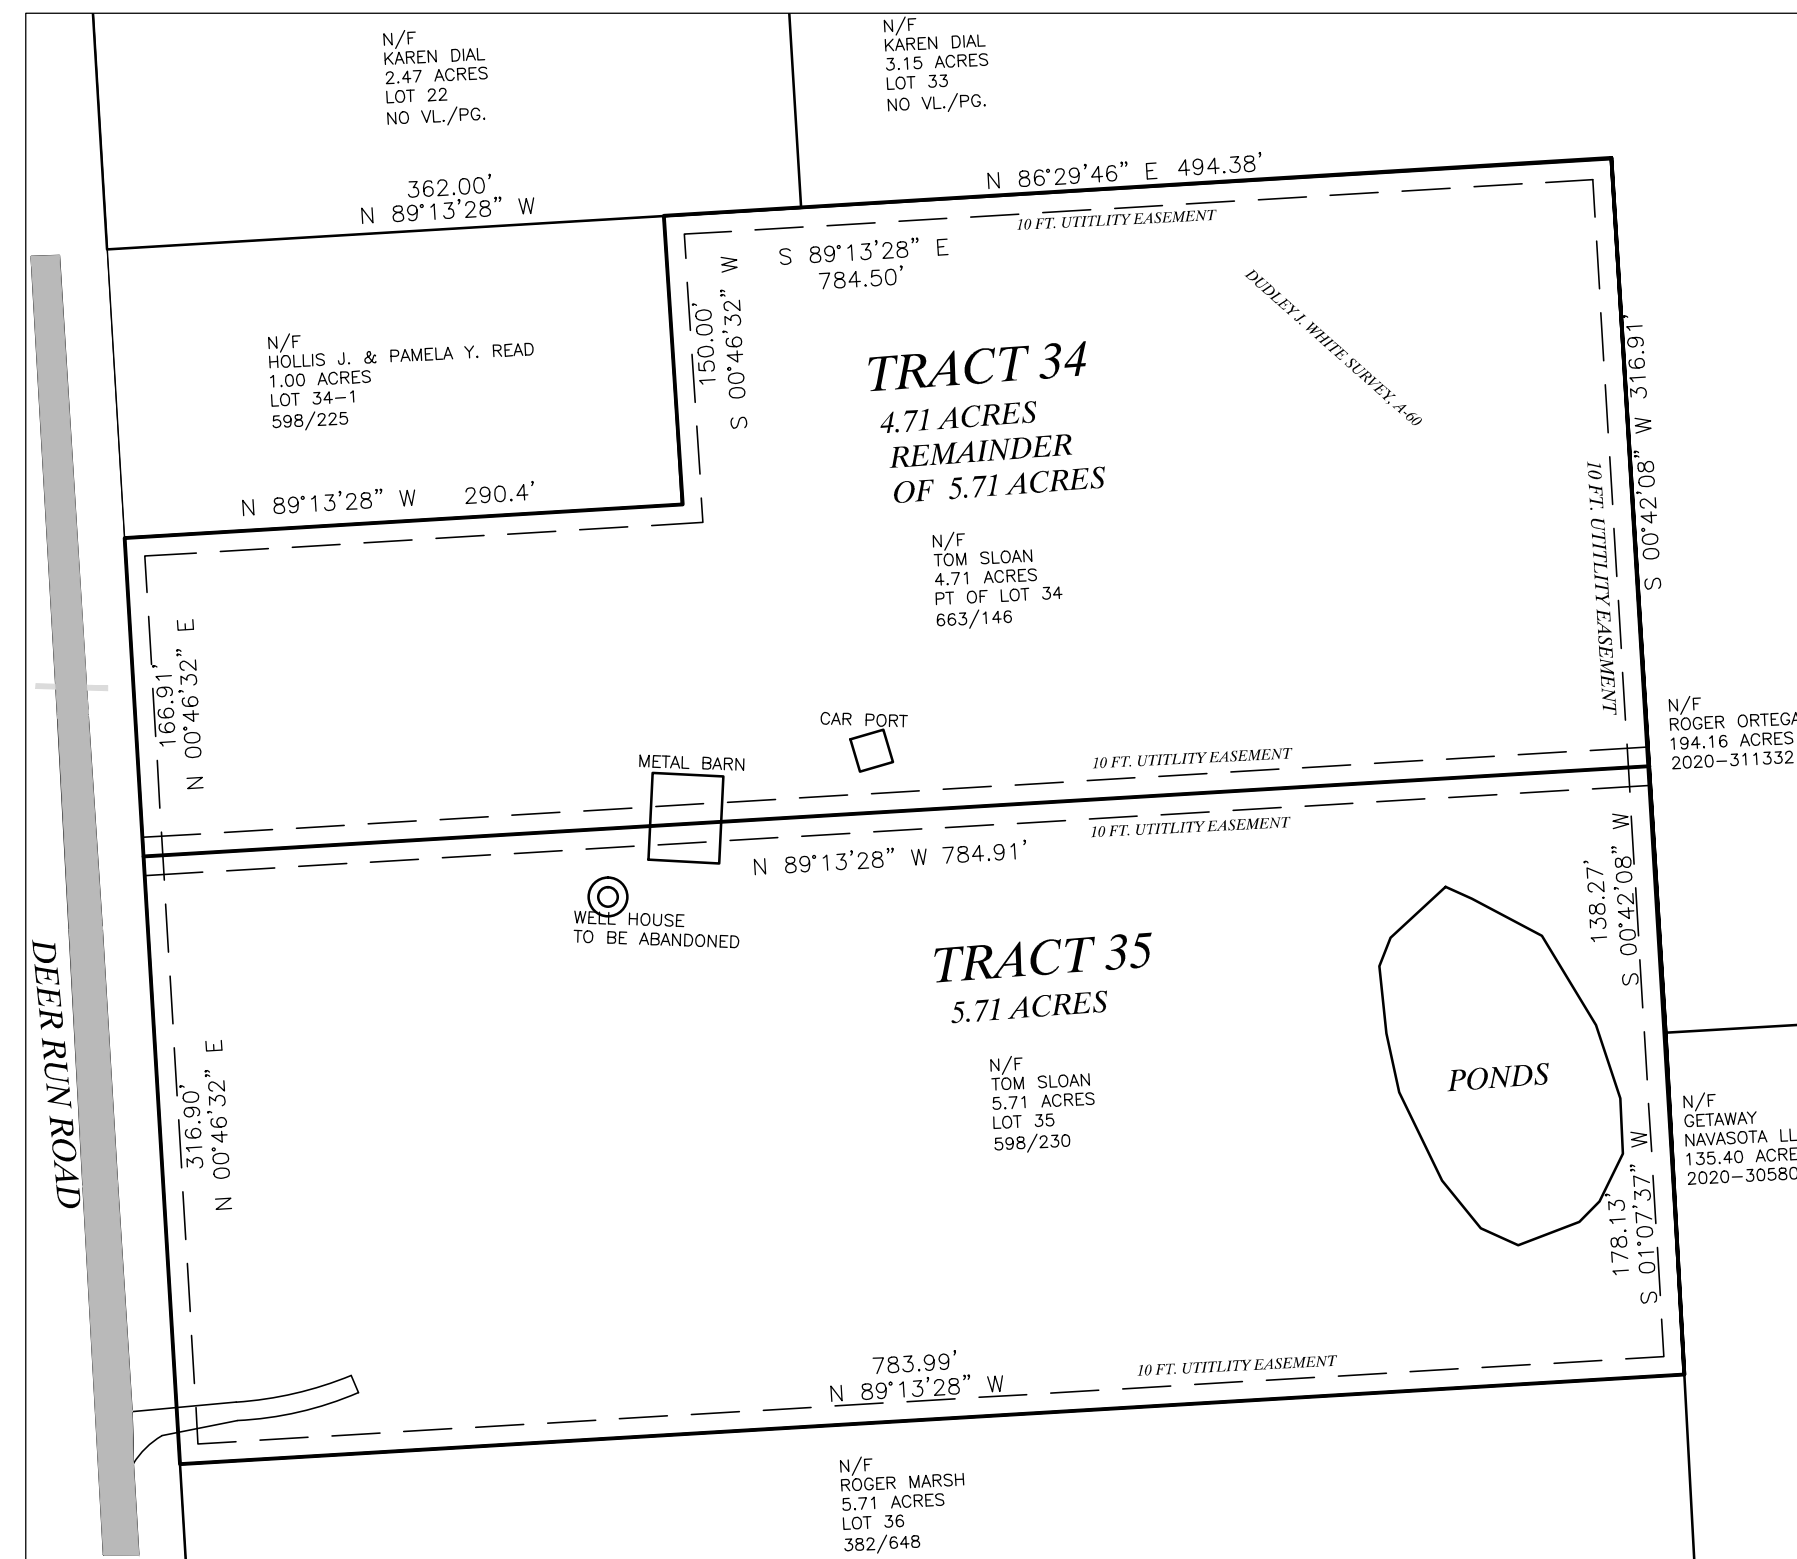 N/F
KAREN DIAL
2.47 ACRES
LOT 22
NO VL./PG.
N/F
KAREN DIAL
3.15 ACRES
LOT 33
NO VL./PG.
362.00'
N 89°13'28" W
N 86°29'46" E 494.38'
10 FT. UTITLITY EASEMENT
S 89°13'28" E
784.50'
150.00'
S 00°46'32" W
DUDLEY J. WHITE SURVEY, A-60
N/F
HOLLIS J. & PAMELA Y. READ
1.00 ACRES
LOT 34-1
598/225
N 89°13'28" W 290.4'
TRACT 34
4.71 ACRES
REMAINDER
OF 5.71 ACRES
N/F
TOM SLOAN
4.71 ACRES
PT OF LOT 34
663/146
S 00°42'08" W 316.91'
10 FT. UTITLITY EASEMENT
166.91'
N 00°46'32" E
CAR PORT
METAL BARN
10 FT. UTITLITY EASEMENT
N/F
ROGER ORTEGA
194.16 ACRES
2020-311332
10 FT. UTITLITY EASEMENT
N 89°13'28" W 784.91'
WELL HOUSE
TO BE ABANDONED
138.27'
S 00°42'08" W
TRACT 35
5.71 ACRES
N/F
TOM SLOAN
5.71 ACRES
LOT 35
598/230
PONDS
DEER RUN ROAD
316.90'
N 00°46'32" E
N/F
GETAWAY
NAVASOTA LL
135.40 ACRE
2020-30580
178.13'
S 01°07'37" W
783.99'
N 89°13'28" W
10 FT. UTITLITY EASEMENT
N/F
ROGER MARSH
5.71 ACRES
LOT 36
382/648